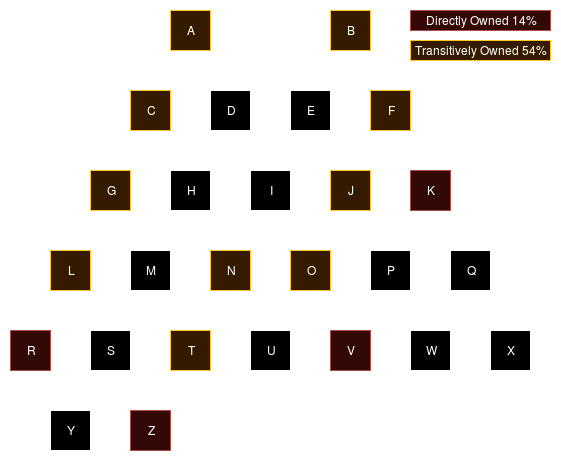 A B Directly Owned 14%
Transitively Owned 54%
C D E F
G H I J K
L M N O P Q
R S T U V W X
Y Z